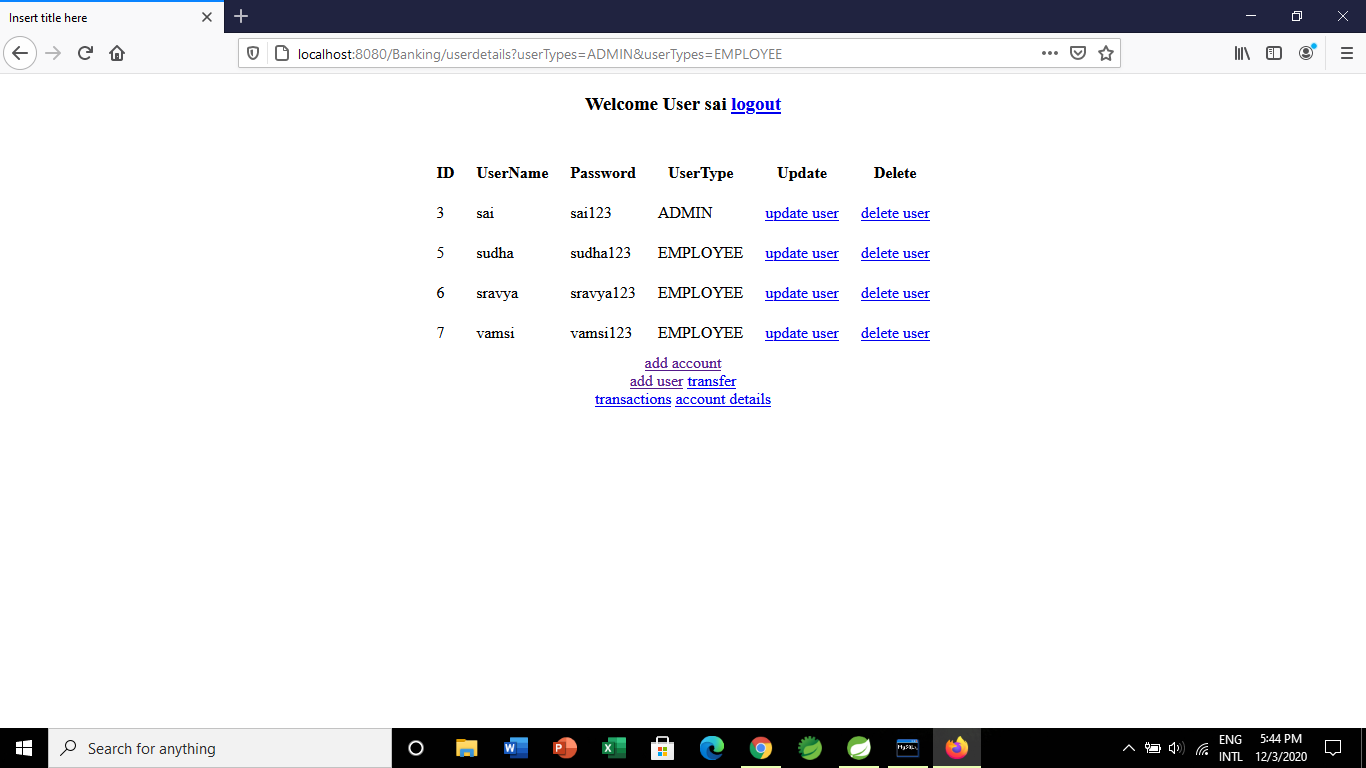 Insert title here
localhost:8080/Banking/userdetails?userTypes=ADMIN&userTypes=EMPLOYEE
Welcome User sai logout
ID UserName Password UserType Update Delete
3 sai sai123 ADMIN update user delete user
5 sudha sudha123 EMPLOYEE update user delete user
6 sravya sravya123 EMPLOYEE update user delete user
7 vamsi vamsi123 EMPLOYEE update user delete user
add account
add user transfer
transactions account details
Search for anything
ENG
INTL
5:44 PM
12/3/2020